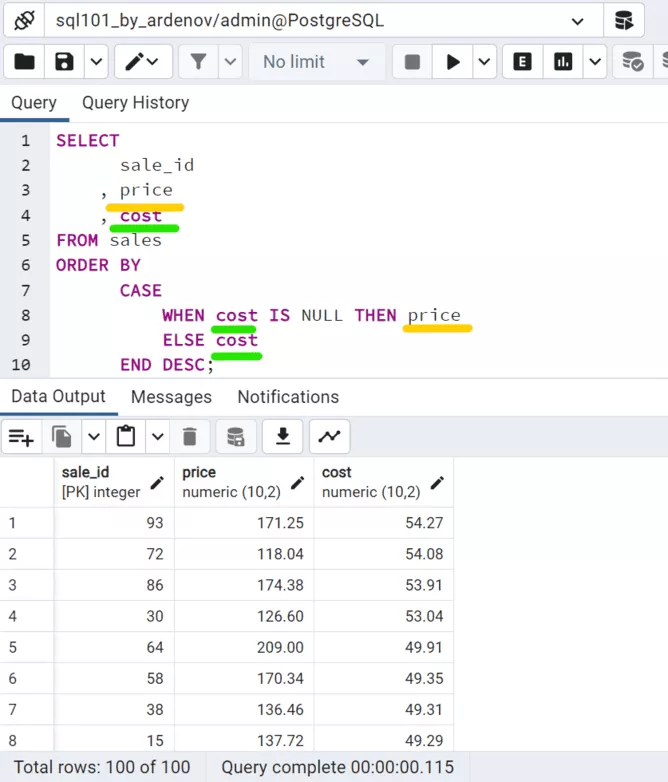 sql101_by_ardenov/admin@PostgreSQL
No limit
E
Query Query History
1 SELECT
2 sale_id
3 , price
4 , cost
5 FROM sales
6 ORDER BY
7 CASE
8 WHEN cost IS NULL THEN price
9 ELSE cost
10 END DESC;
Data Output Messages Notifications
sale_id price cost
[PK] integer numeric (10,2) numeric (10,2)
1 93 171.25 54.27
2 72 118.04 54.08
3 86 174.38 53.91
4 30 126.60 53.04
5 64 209.00 49.91
6 58 170.34 49.35
7 38 136.46 49.31
8 15 137.72 49.29
Total rows: 100 of 100 Query complete 00:00:00.115